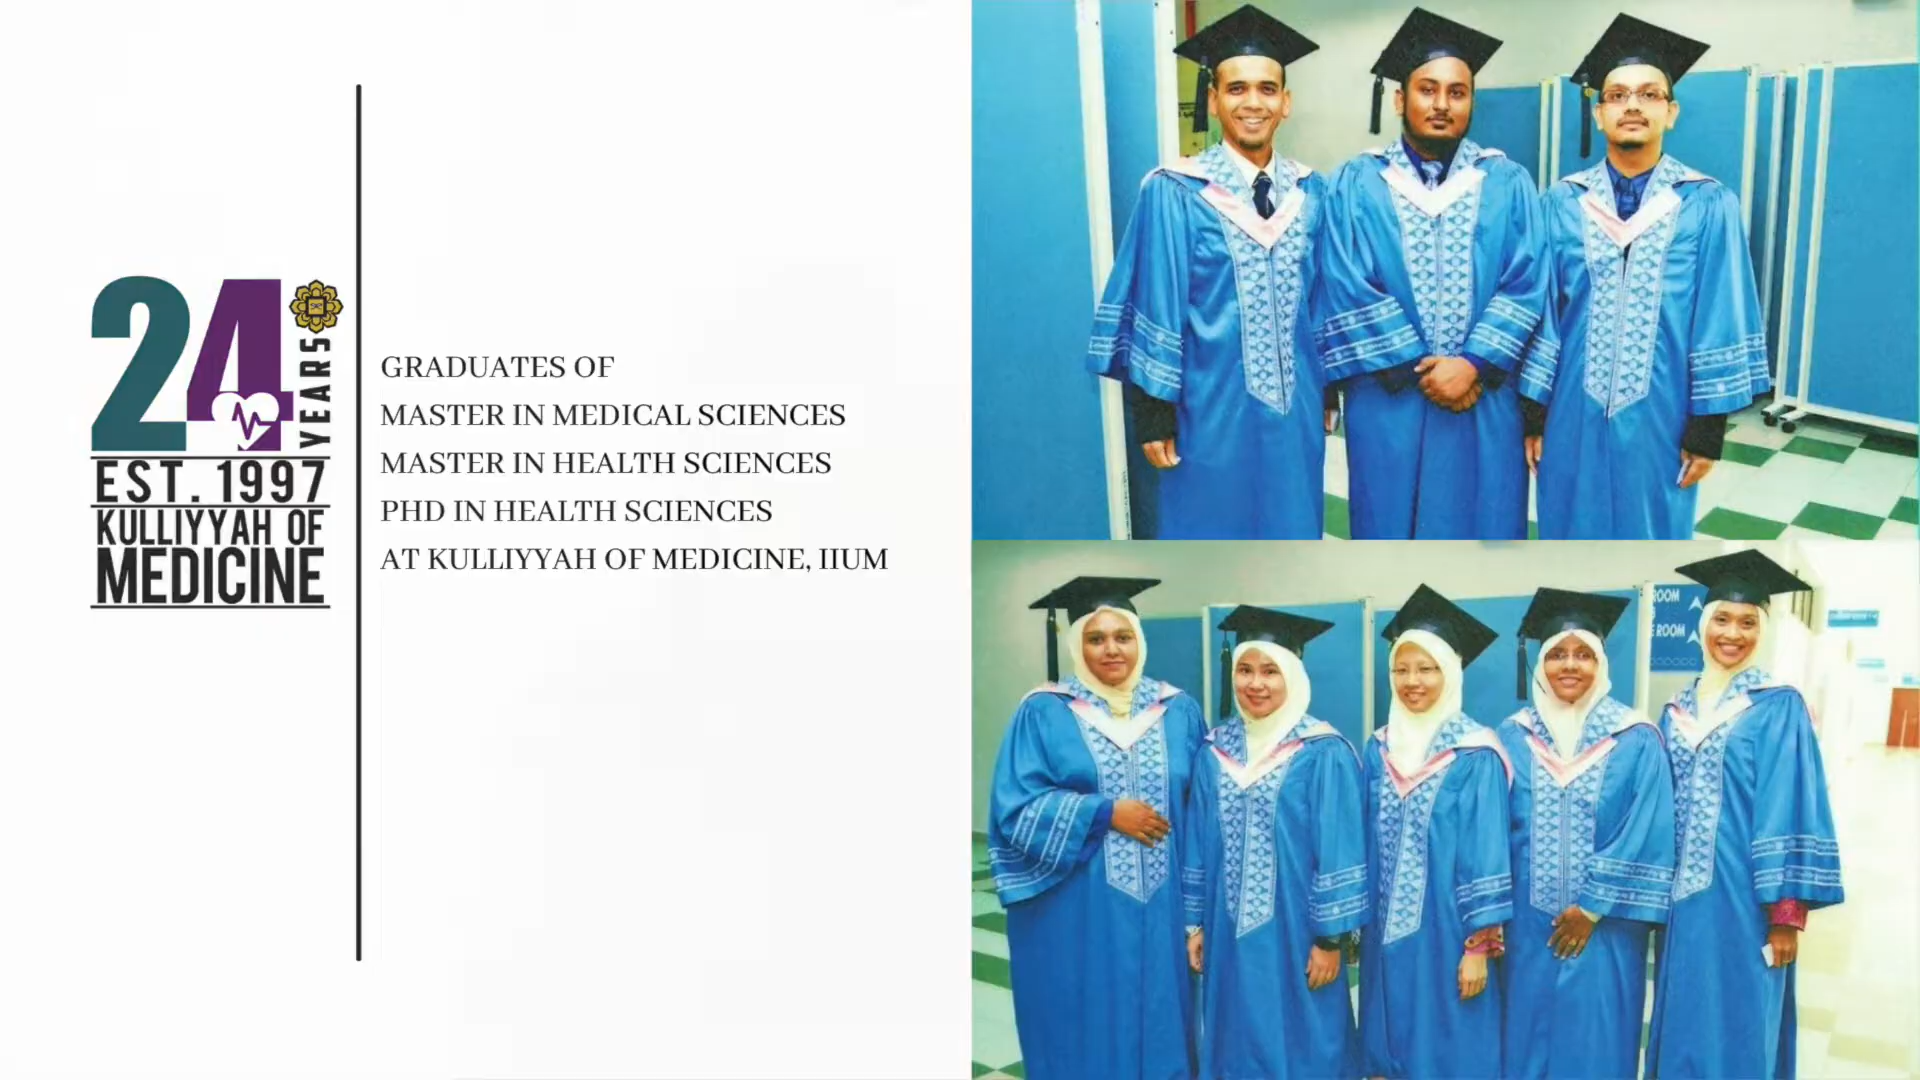 24
YEARS
EST. 1997
KULLIYYAH OF
MEDICINE
GRADUATES OF
MASTER IN MEDICAL SCIENCES
MASTER IN HEALTH SCIENCES
PHD IN HEALTH SCIENCES
AT KULLIYYAH OF MEDICINE, IIUM
ROOM
ROOM